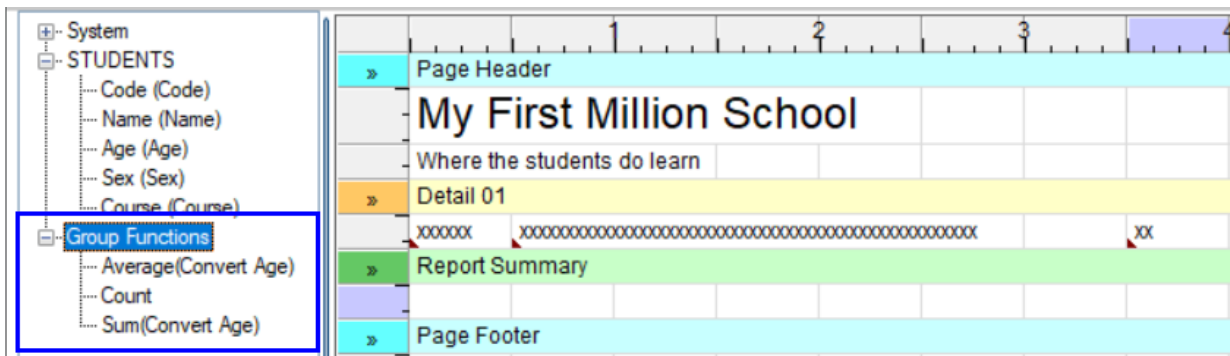 System
STUDENTS
Code (Code)
Name (Name)
Age (Age)
Sex (Sex)
Course (Course)
Group Functions
Average(Convert Age)
Count
Sum(Convert Age)
1 2 3 4
» Page Header
My First Million School
Where the students do learn
» Detail 01
xxxxxx xxxxxxxxxxxxxxxxxxxxxxxxxxxxxxxxxxxxxxxxxxxxxxxxxx xx
» Report Summary
» Page Footer